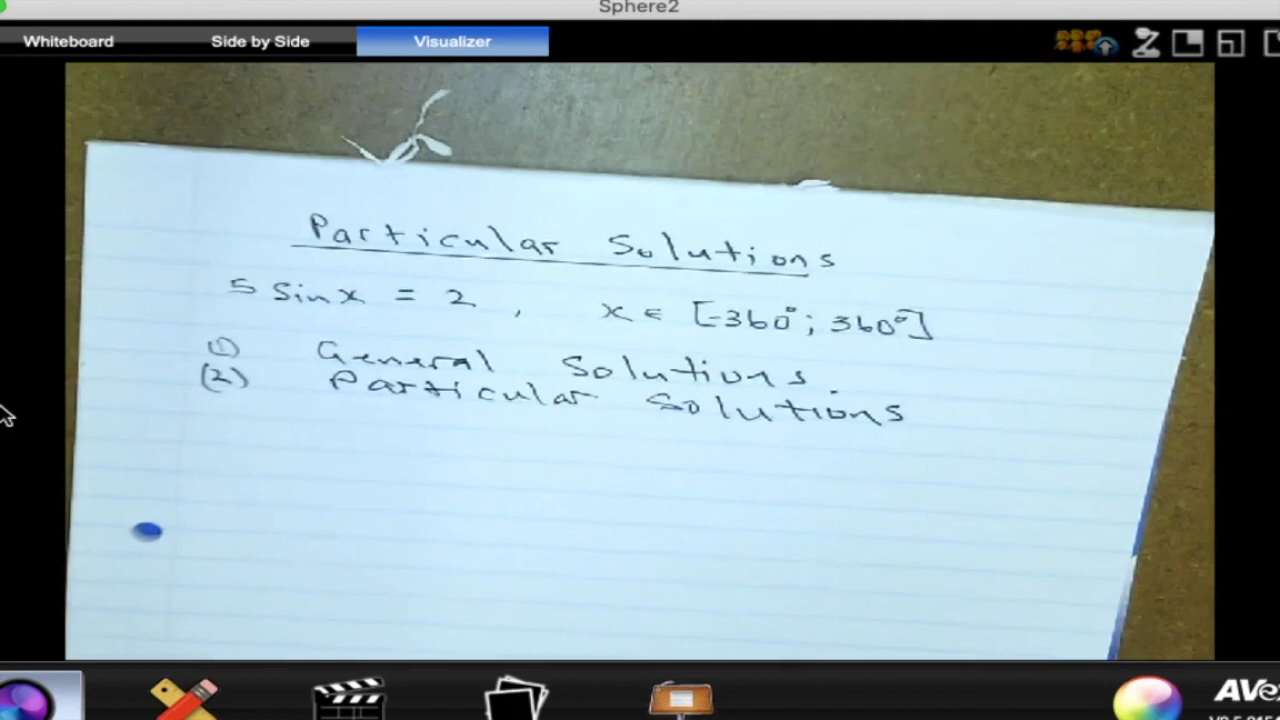 Sphere2
Whiteboard Side by Side Visualizer
Particular Solutions
5 sin x = 2 , x ∈ [-360°; 360°]
(1) General Solutions.
(2) Particular Solutions